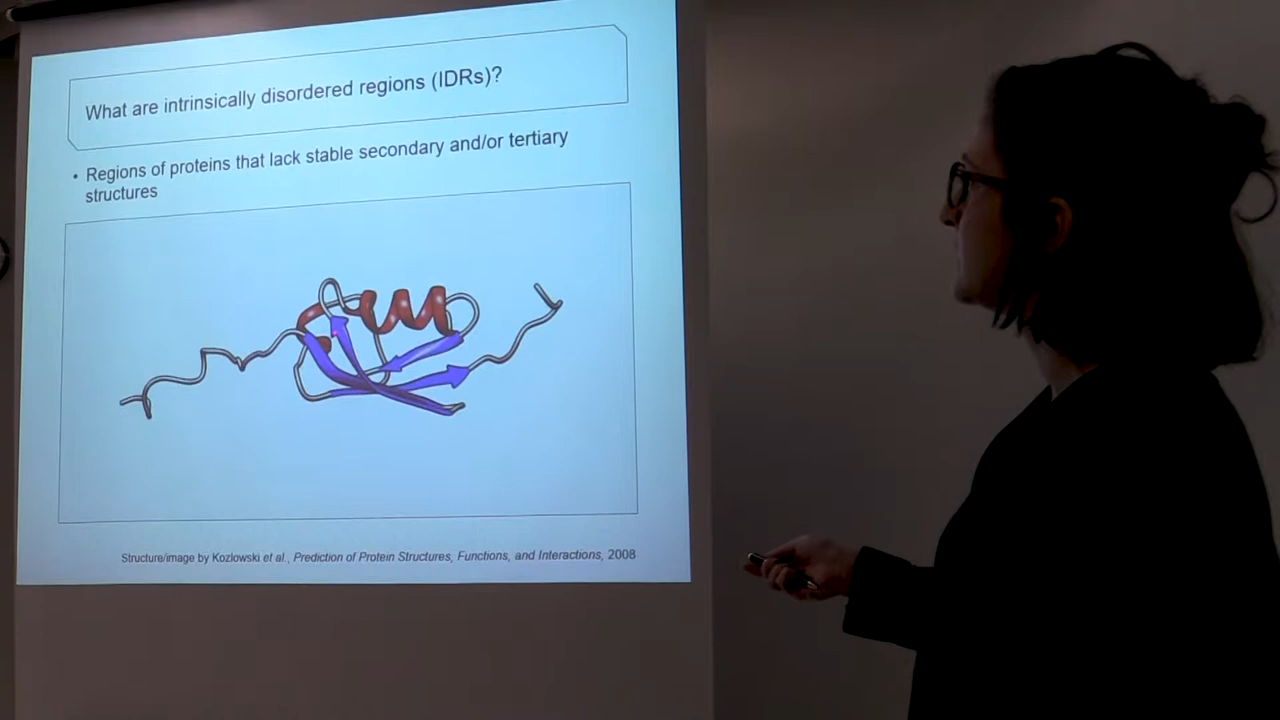 What are intrinsically disordered regions (IDRs)?
• Regions of proteins that lack stable secondary and/or tertiary
structures
Structure/image by Kozlowski et al., Prediction of Protein Structures, Functions, and Interactions, 2008